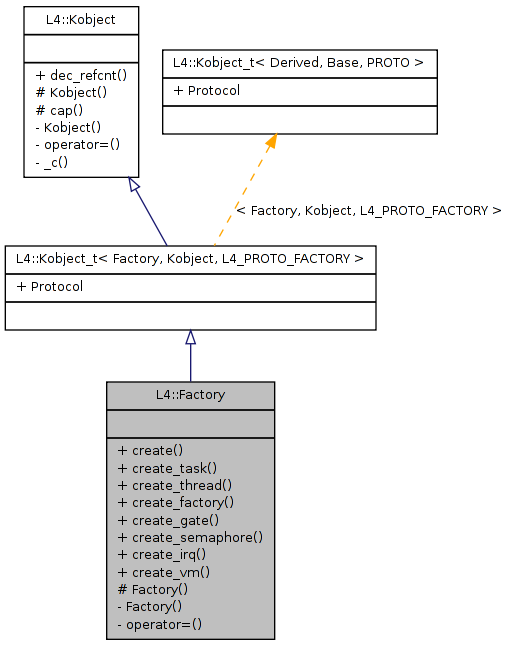 L4::Kobject
+ dec_refcnt()
# Kobject()
# cap()
- Kobject()
- operator=()
- _c()
L4::Kobject_t< Derived, Base, PROTO >
+ Protocol
< Factory, Kobject, L4_PROTO_FACTORY >
L4::Kobject_t< Factory, Kobject, L4_PROTO_FACTORY >
+ Protocol
L4::Factory
+ create()
+ create_task()
+ create_thread()
+ create_factory()
+ create_gate()
+ create_semaphore()
+ create_irq()
+ create_vm()
# Factory()
- Factory()
- operator=()